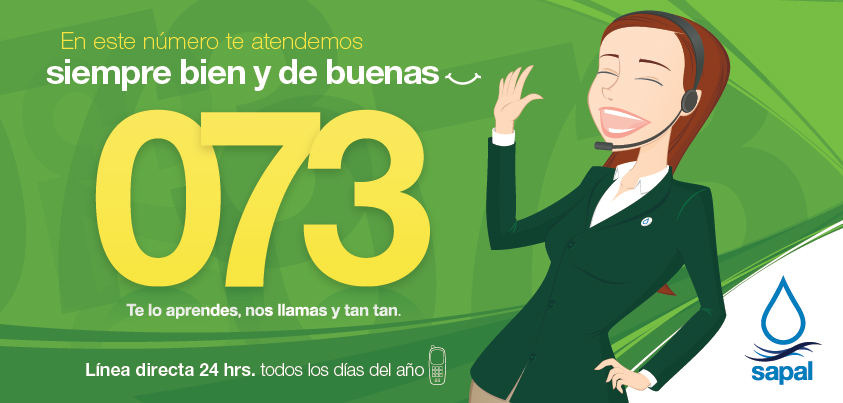 En este número te atendemos
siempre bien y de buenas
073
Te lo aprendes, nos llamas y tan tan.
Línea directa 24 hrs. todos los días del año
sapal